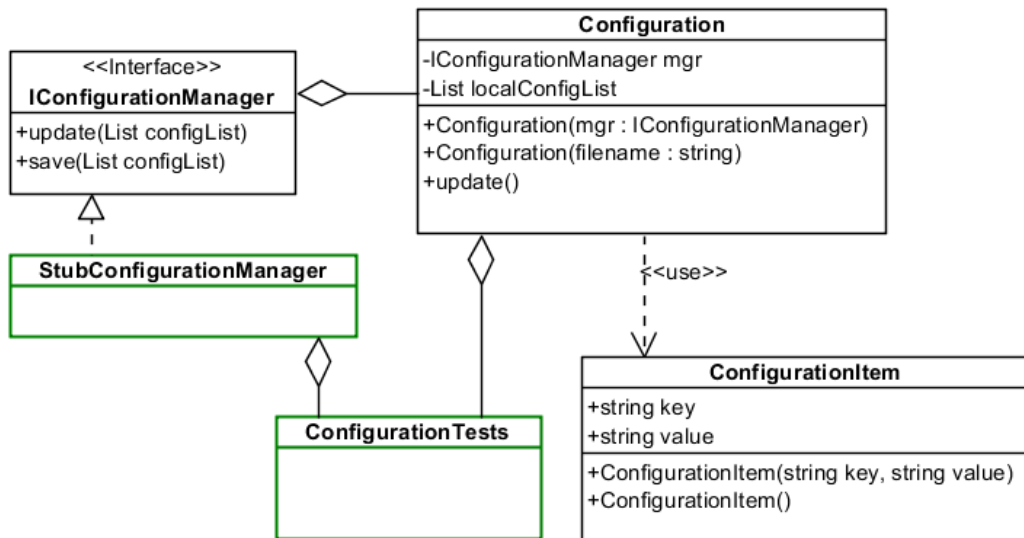 <<Interface>>
IConfigurationManager
+update(List configList)
+save(List configList)
Configuration
-IConfigurationManager mgr
-List localConfigList
+Configuration(mgr : IConfigurationManager)
+Configuration(filename : string)
+update()
StubConfigurationManager
<<use>>
ConfigurationTests
ConfigurationItem
+string key
+string value
+ConfigurationItem(string key, string value)
+ConfigurationItem()